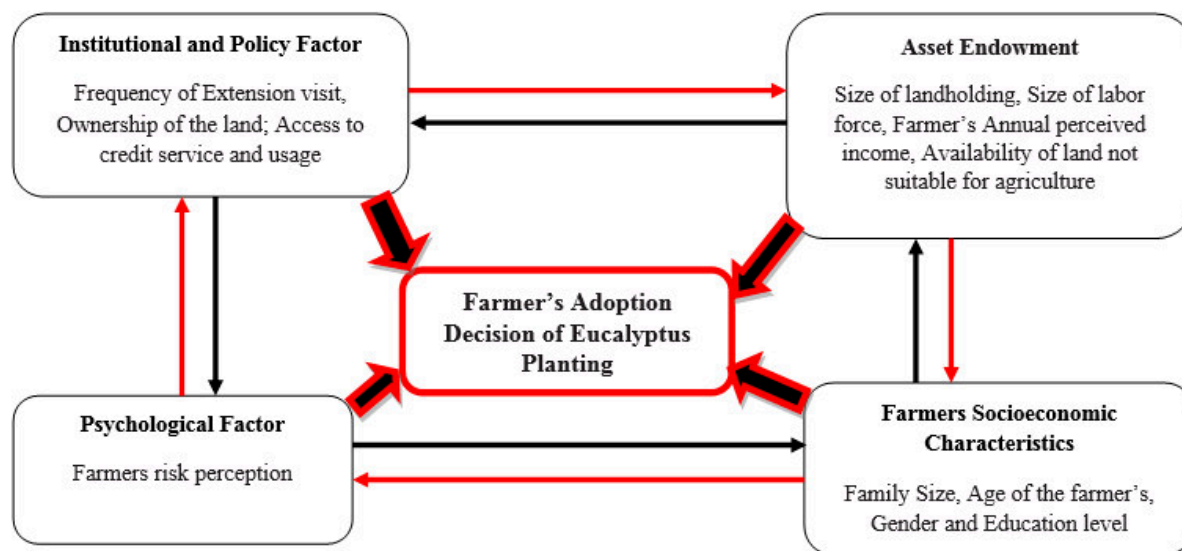 Institutional and Policy Factor
Frequency of Extension visit,
Ownership of the land; Access to
credit service and usage
Asset Endowment
Size of landholding, Size of labor
force, Farmer’s Annual perceived
income, Availability of land not
suitable for agriculture
Farmer’s Adoption
Decision of Eucalyptus
Planting
Psychological Factor
Farmers risk perception
Farmers Socioeconomic
Characteristics
Family Size, Age of the farmer’s,
Gender and Education level